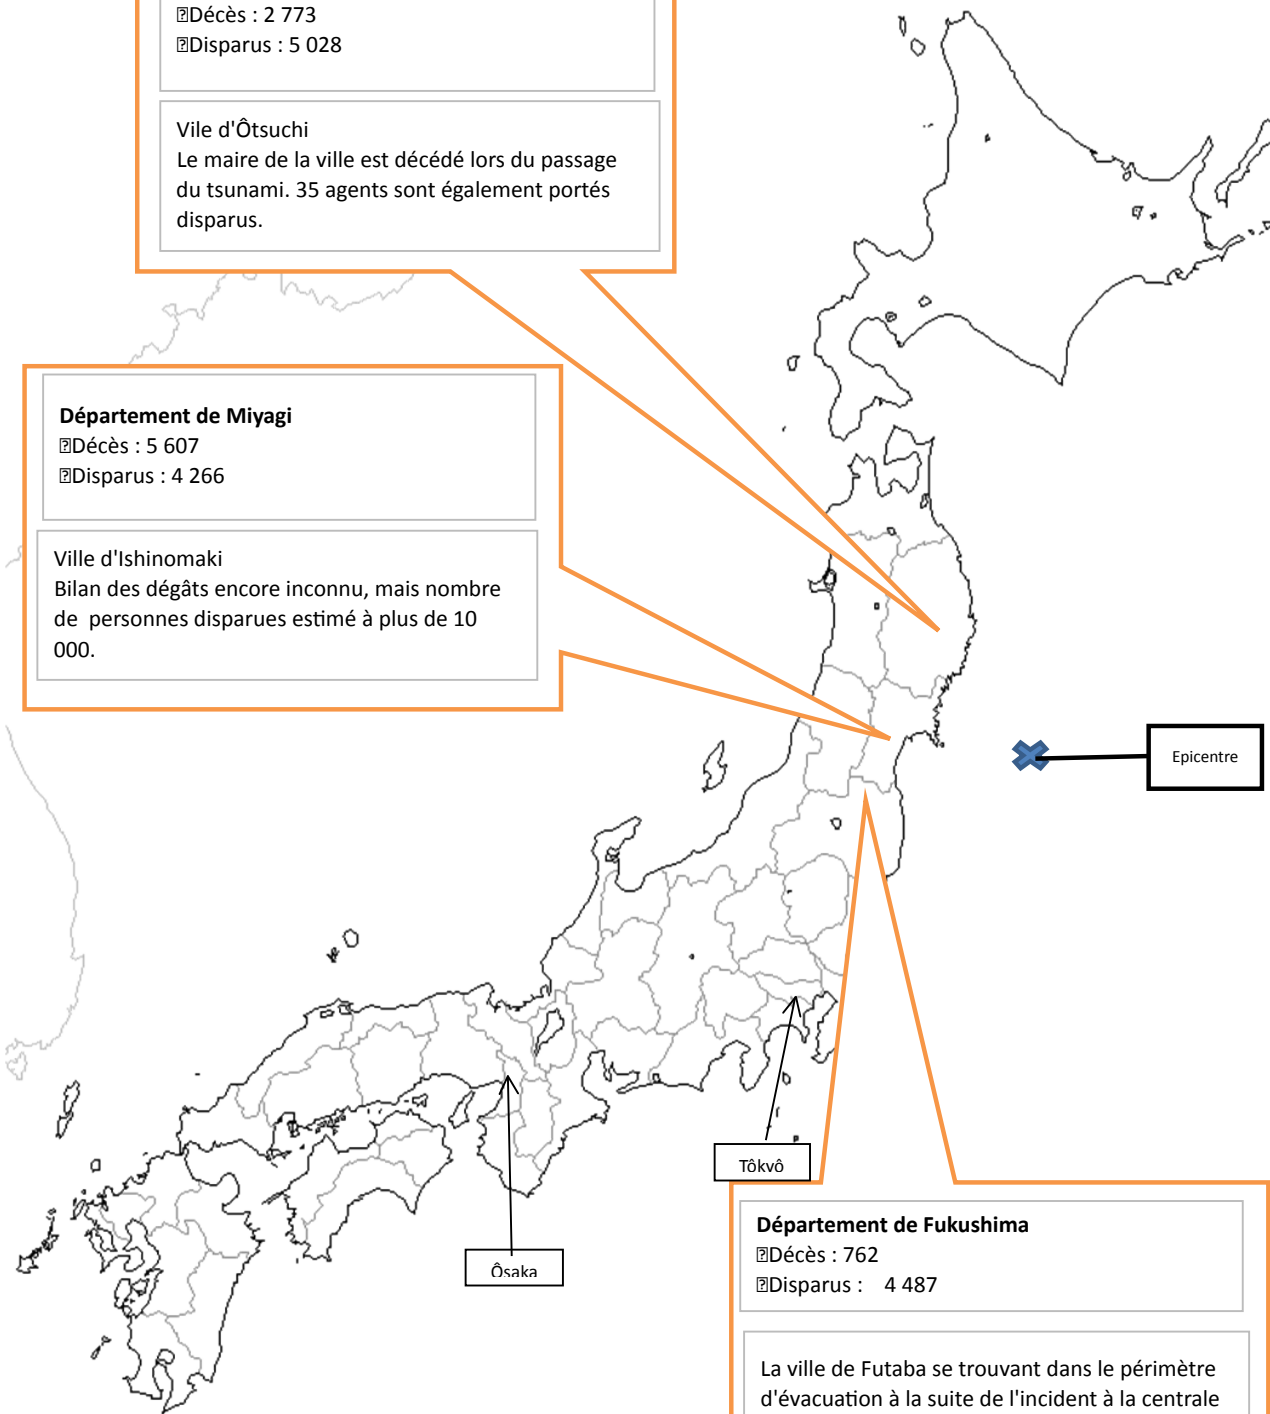 Décès : 2 773
Disparus : 5 028
Vile d'Ôtsuchi
Le maire de la ville est décédé lors du passage
du tsunami. 35 agents sont également portés
disparus.
Département de Miyagi
Décès : 5 607
Disparus : 4 266
Ville d'Ishinomaki
Bilan des dégâts encore inconnu, mais nombre
de personnes disparues estimé à plus de 10
000.
Epicentre
Tôkyô
Ôsaka
Département de Fukushima
Décès : 762
Disparus : 4 487
La ville de Futaba se trouvant dans le périmètre
d'évacuation à la suite de l'incident à la centrale